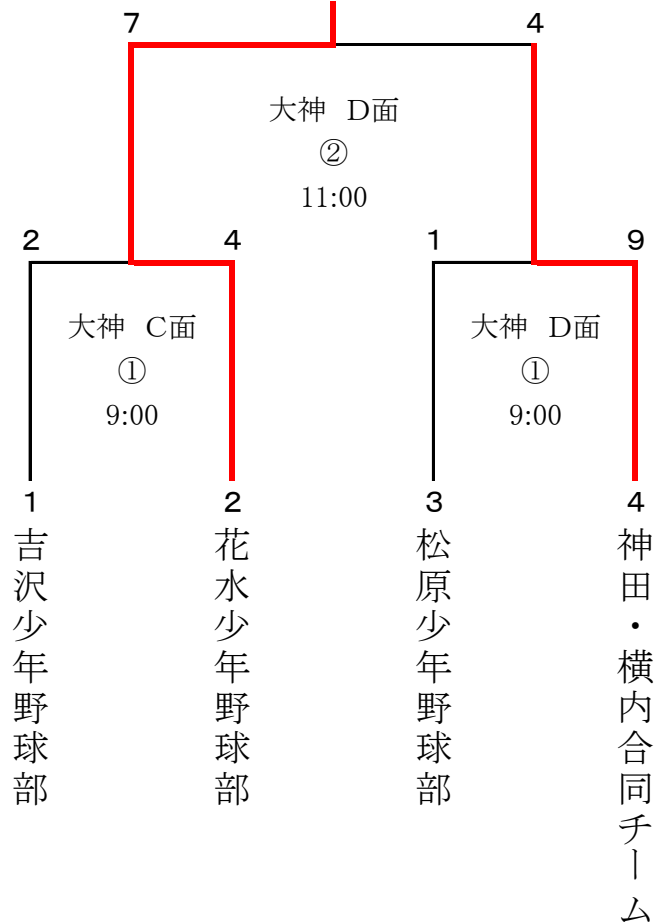 7
4
大神 D面
②
11:00
2
4
1
9
大神 C面
①
9:00
大神 D面
①
9:00
1
2
3
4
吉沢少年野球部
花水少年野球部
松原少年野球部
神田・横内合同チーム